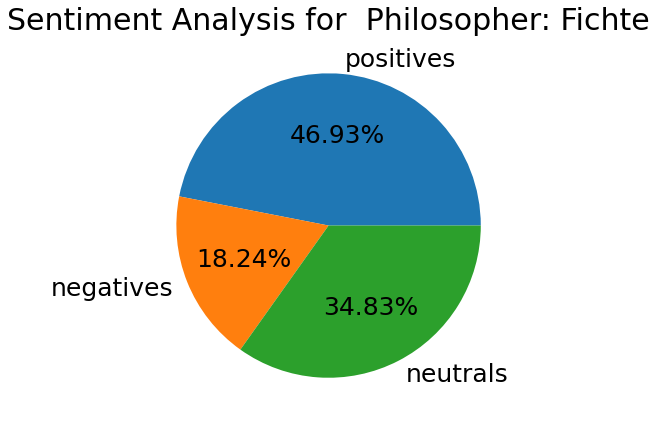 Sentiment Analysis for  Philosopher: Fichte
positives
46.93%
18.24%
negatives
34.83%
neutrals